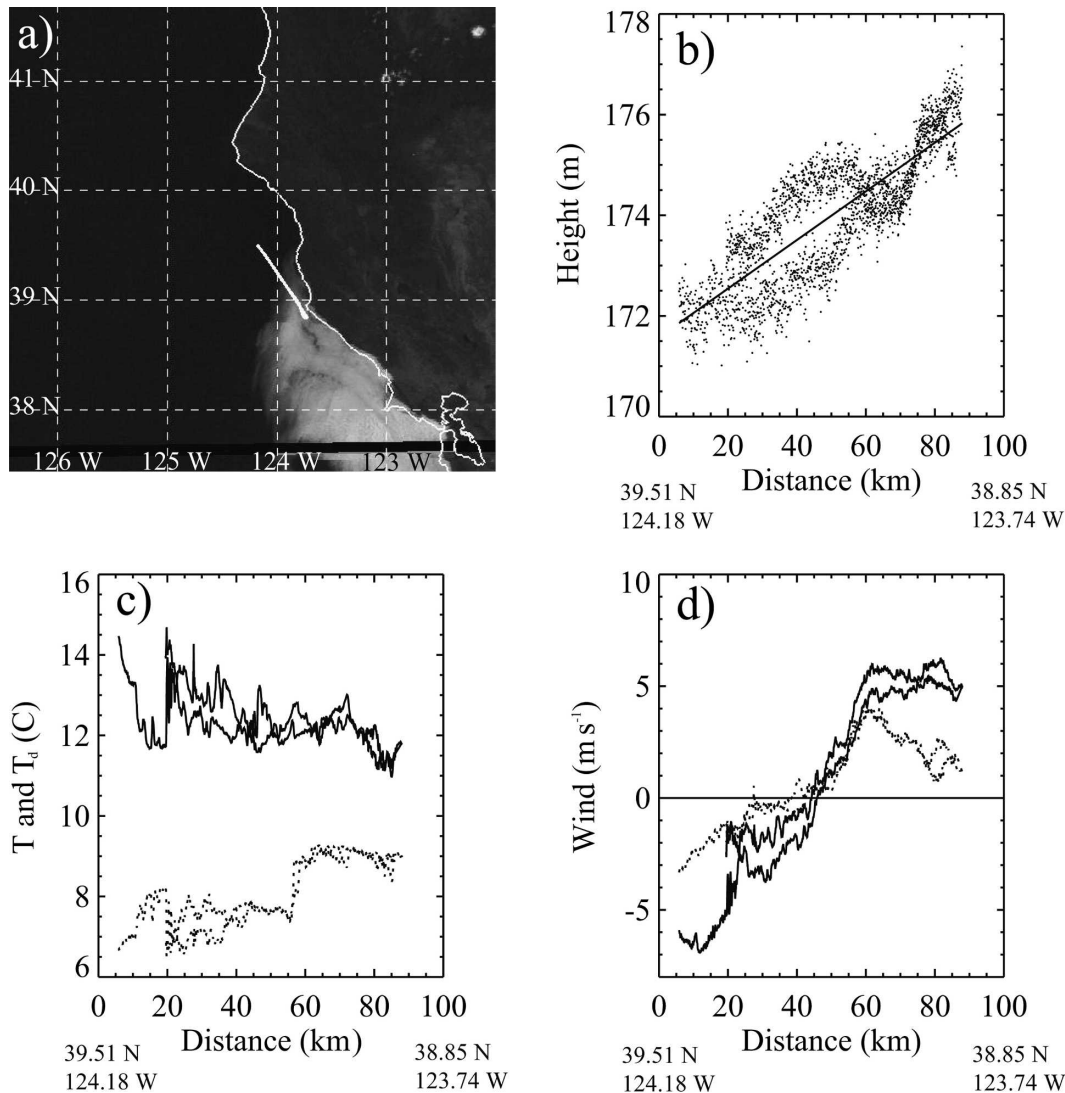 a)
41 N
40 N
39 N
38 N
126 W 125 W 124 W 123 W
b)
178
176
174
172
170
Height (m)
0 20 40 60 80 100
Distance (km)
39.51 N 38.85 N
124.18 W 123.74 W
c)
16
14
12
10
8
6
T and T_d (C)
0 20 40 60 80 100
Distance (km)
39.51 N 38.85 N
124.18 W 123.74 W
d)
10
5
0
-5
Wind (m s⁻¹)
0 20 40 60 80 100
Distance (km)
39.51 N 38.85 N
124.18 W 123.74 W